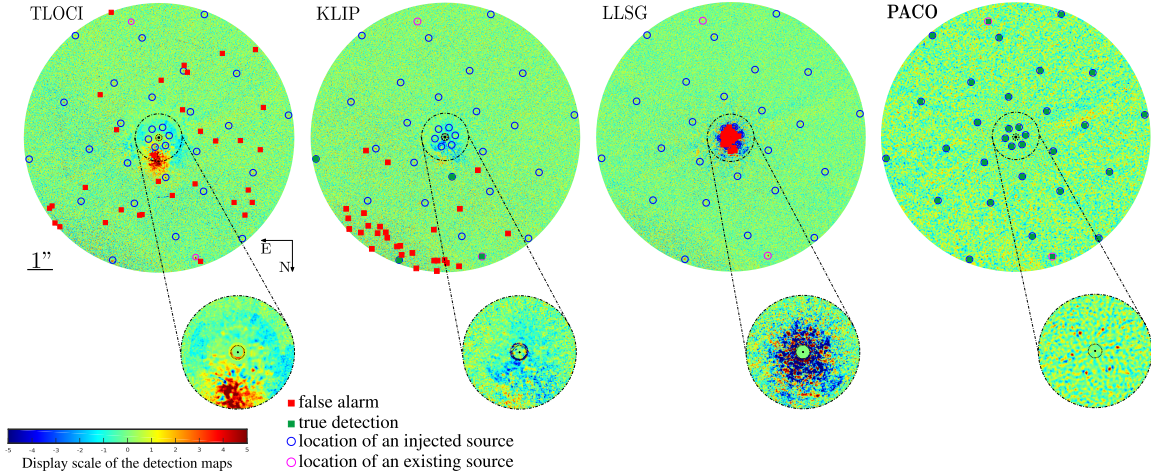 TLOCI
KLIP
LLSG
PACO
1”
E
N
false alarm
true detection
location of an injected source
location of an existing source
-5 -4 -3 -2 -1 0 1 2 3 4 5
Display scale of the detection maps